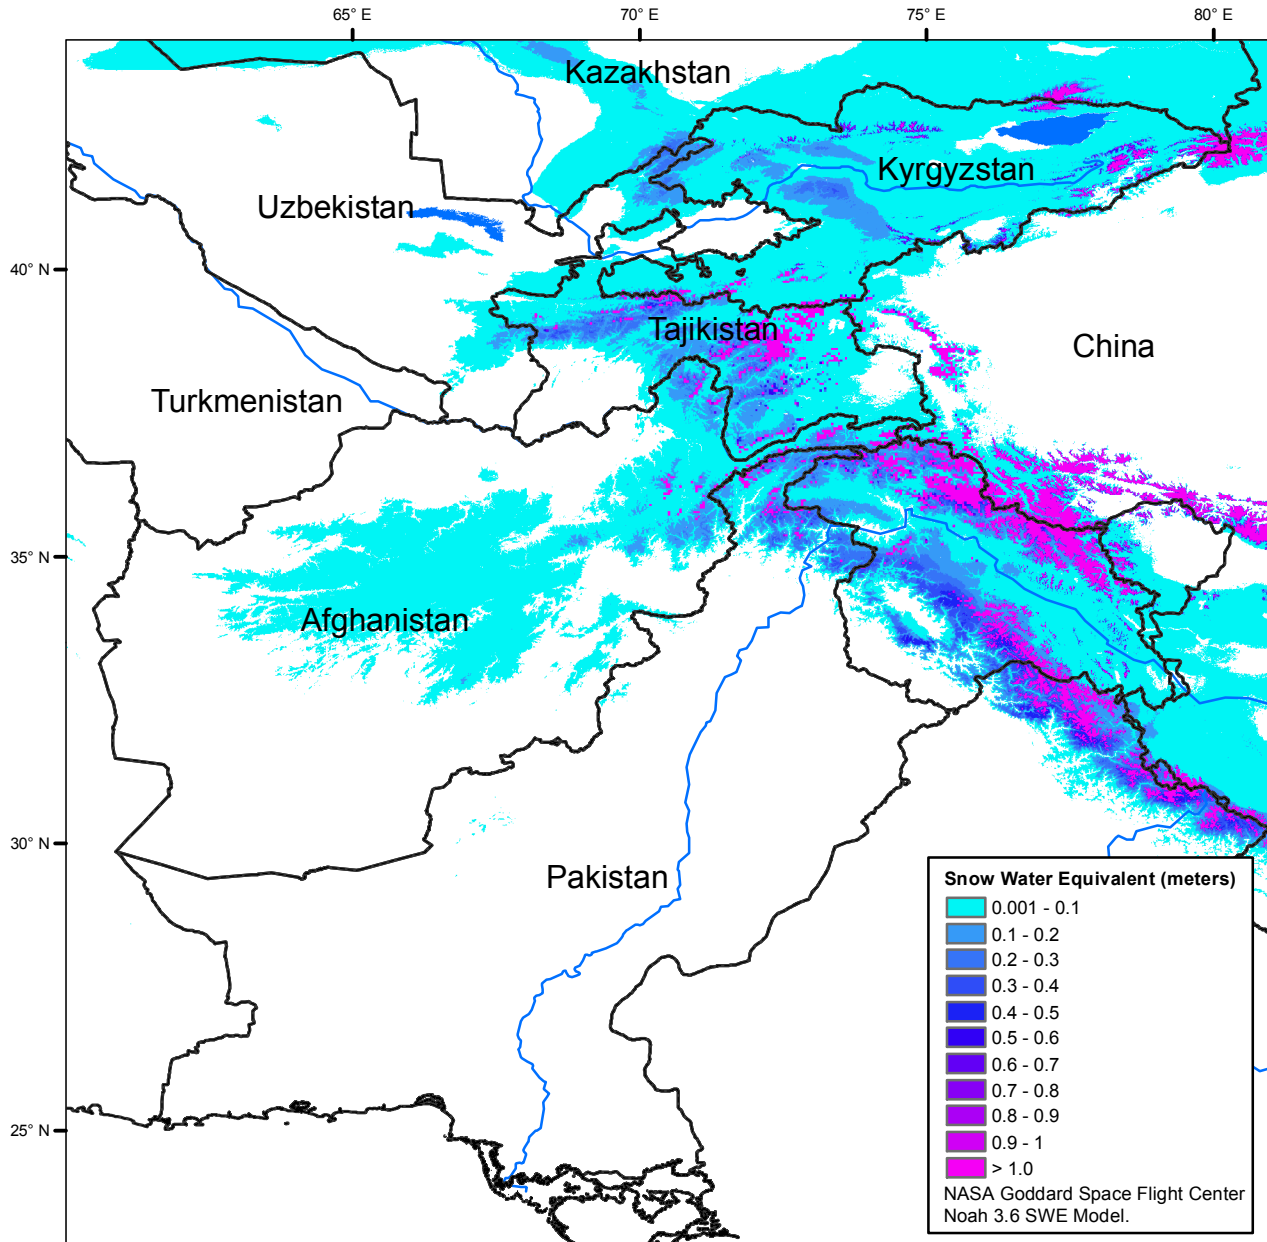 65° E
70° E
75° E
80° E
Kazakhstan
Kyrgyzstan
Uzbekistan
40° N
Tajikistan
China
Turkmenistan
35° N
Afghanistan
30° N
Pakistan
25° N
Snow Water Equivalent (meters)
0.001 - 0.1
0.1 - 0.2
0.2 - 0.3
0.3 - 0.4
0.4 - 0.5
0.5 - 0.6
0.6 - 0.7
0.7 - 0.8
0.8 - 0.9
0.9 - 1
> 1.0
NASA Goddard Space Flight Center
Noah 3.6 SWE Model.